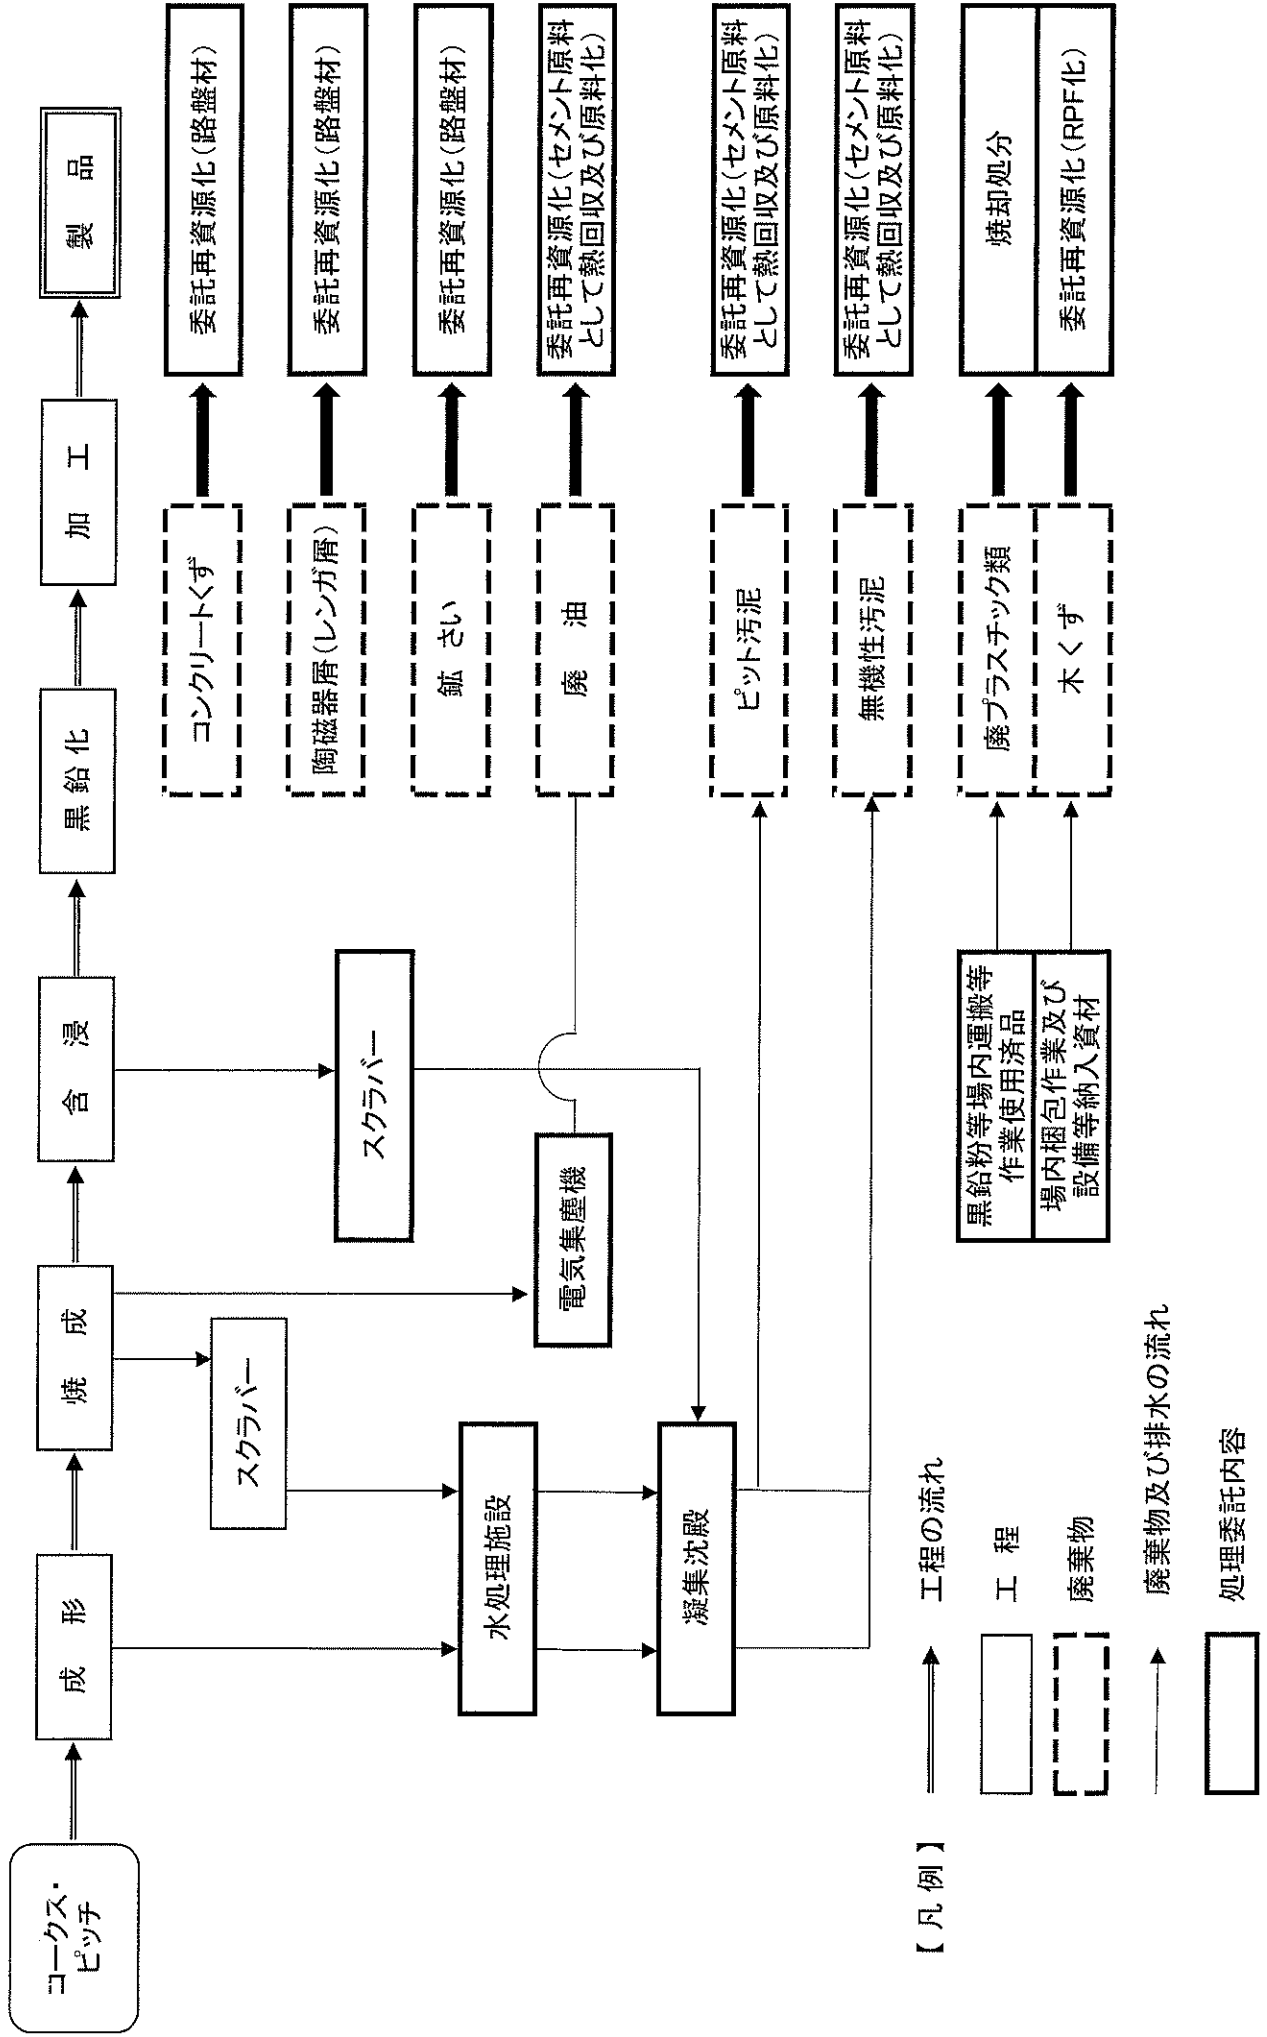 コークス・
ピッチ
成 形
焼 成
含 浸
黒 鉛 化
加 工
製 品
スクラバー
スクラバー
水処理施設
電気集塵機
凝集沈殿
コンクリートくず
委託再資源化(路盤材)
陶磁器屑(レンガ屑)
委託再資源化(路盤材)
鉱 さい
委託再資源化(路盤材)
廃 油
委託再資源化(セメント原料
として熱回収及び原料化)
ピット汚泥
委託再資源化(セメント原料
として熱回収及び原料化)
無機性汚泥
委託再資源化(セメント原料
として熱回収及び原料化)
黒鉛粉等場内運搬等
作業使用済品
廃プラスチック類
焼却処分
場内梱包作業及び
設備等納入資材
木 く ず
委託再資源化(RPF化)
【 凡 例 】
工程の流れ
工 程
廃棄物
廃棄物及び排水の流れ
処理委託内容